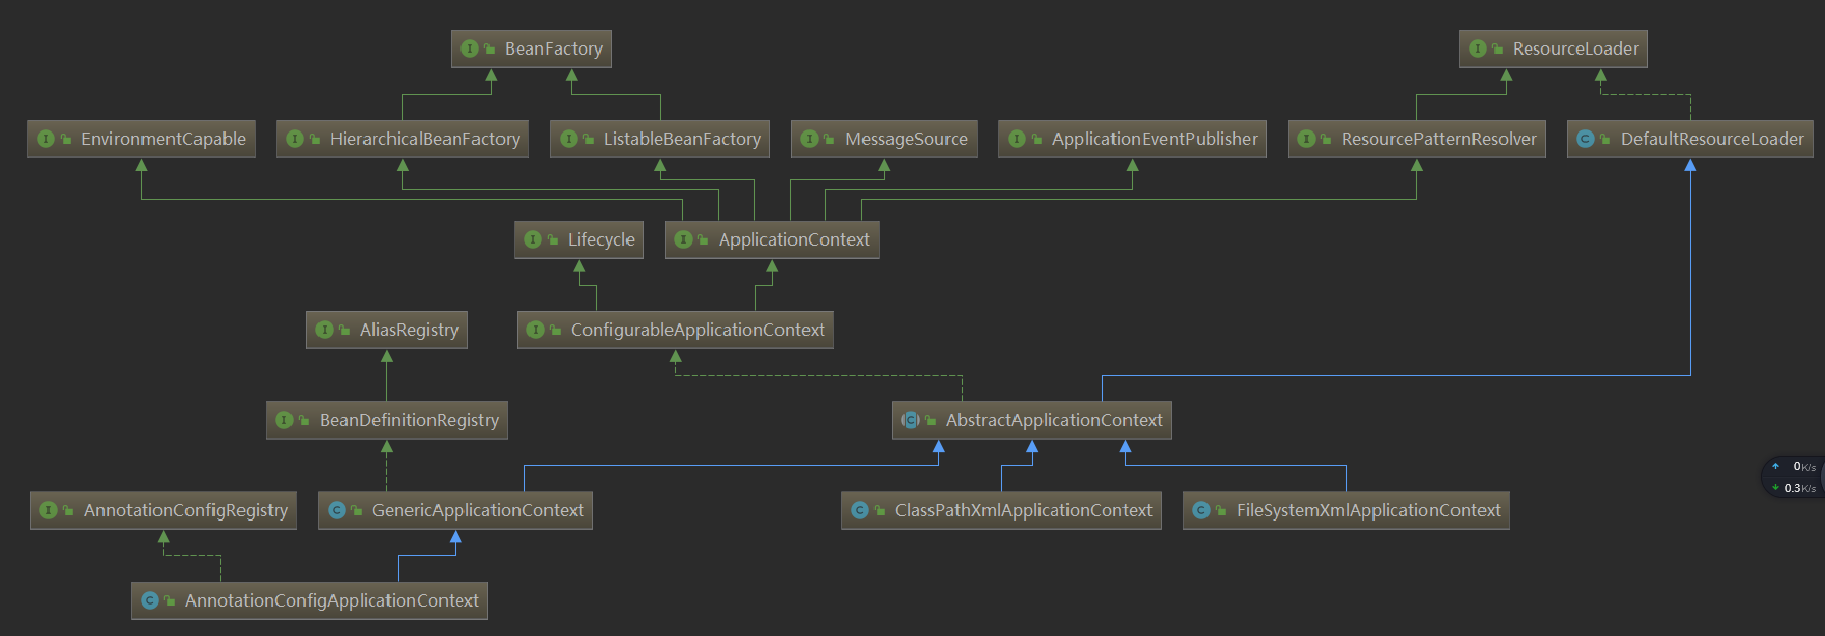 BeanFactory
ResourceLoader
EnvironmentCapable
HierarchicalBeanFactory
ListableBeanFactory
MessageSource
ApplicationEventPublisher
ResourcePatternResolver
DefaultResourceLoader
Lifecycle
ApplicationContext
AliasRegistry
ConfigurableApplicationContext
BeanDefinitionRegistry
AbstractApplicationContext
0K/s
0.3K/s
AnnotationConfigRegistry
GenericApplicationContext
ClassPathXmlApplicationContext
FileSystemXmlApplicationContext
AnnotationConfigApplicationContext